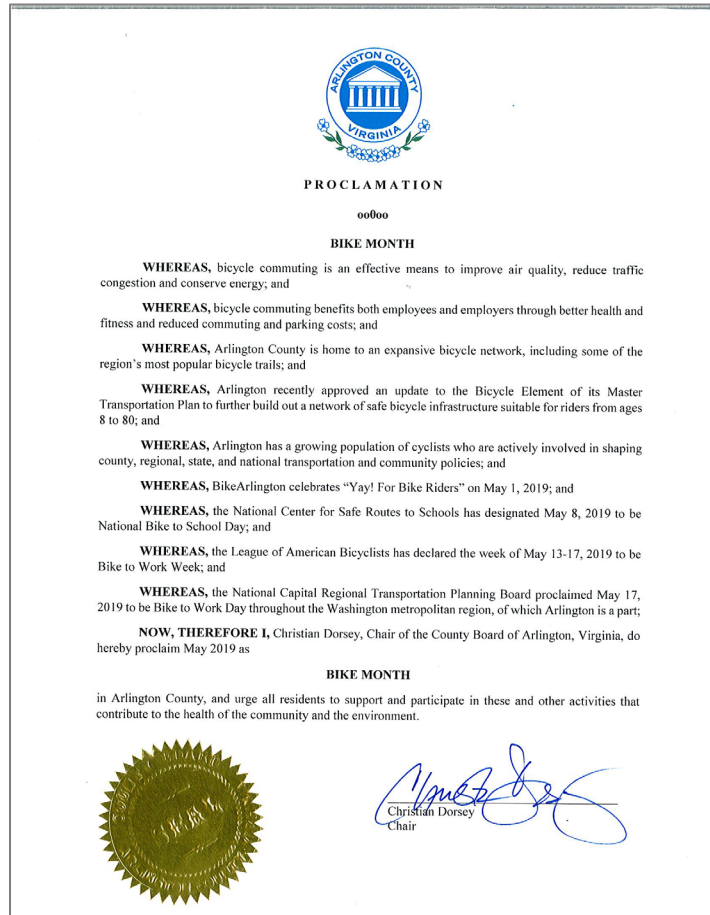 ARLINGTON COUNTY
VIRGINIA
PROCLAMATION
oo0oo
BIKE MONTH
WHEREAS, bicycle commuting is an effective means to improve air quality, reduce traffic
congestion and conserve energy; and
WHEREAS, bicycle commuting benefits both employees and employers through better health and
fitness and reduced commuting and parking costs; and
WHEREAS, Arlington County is home to an expansive bicycle network, including some of the
region's most popular bicycle trails; and
WHEREAS, Arlington recently approved an update to the Bicycle Element of its Master
Transportation Plan to further build out a network of safe bicycle infrastructure suitable for riders from ages
8 to 80; and
WHEREAS, Arlington has a growing population of cyclists who are actively involved in shaping
county, regional, state, and national transportation and community policies; and
WHEREAS, BikeArlington celebrates “Yay! For Bike Riders” on May 1, 2019; and
WHEREAS, the National Center for Safe Routes to Schools has designated May 8, 2019 to be
National Bike to School Day; and
WHEREAS, the League of American Bicyclists has declared the week of May 13-17, 2019 to be
Bike to Work Week; and
WHEREAS, the National Capital Regional Transportation Planning Board proclaimed May 17,
2019 to be Bike to Work Day throughout the Washington metropolitan region, of which Arlington is a part;
NOW, THEREFORE I, Christian Dorsey, Chair of the County Board of Arlington, Virginia, do
hereby proclaim May 2019 as
BIKE MONTH
in Arlington County, and urge all residents to support and participate in these and other activities that
contribute to the health of the community and the environment.
Christian Dorsey
Chair